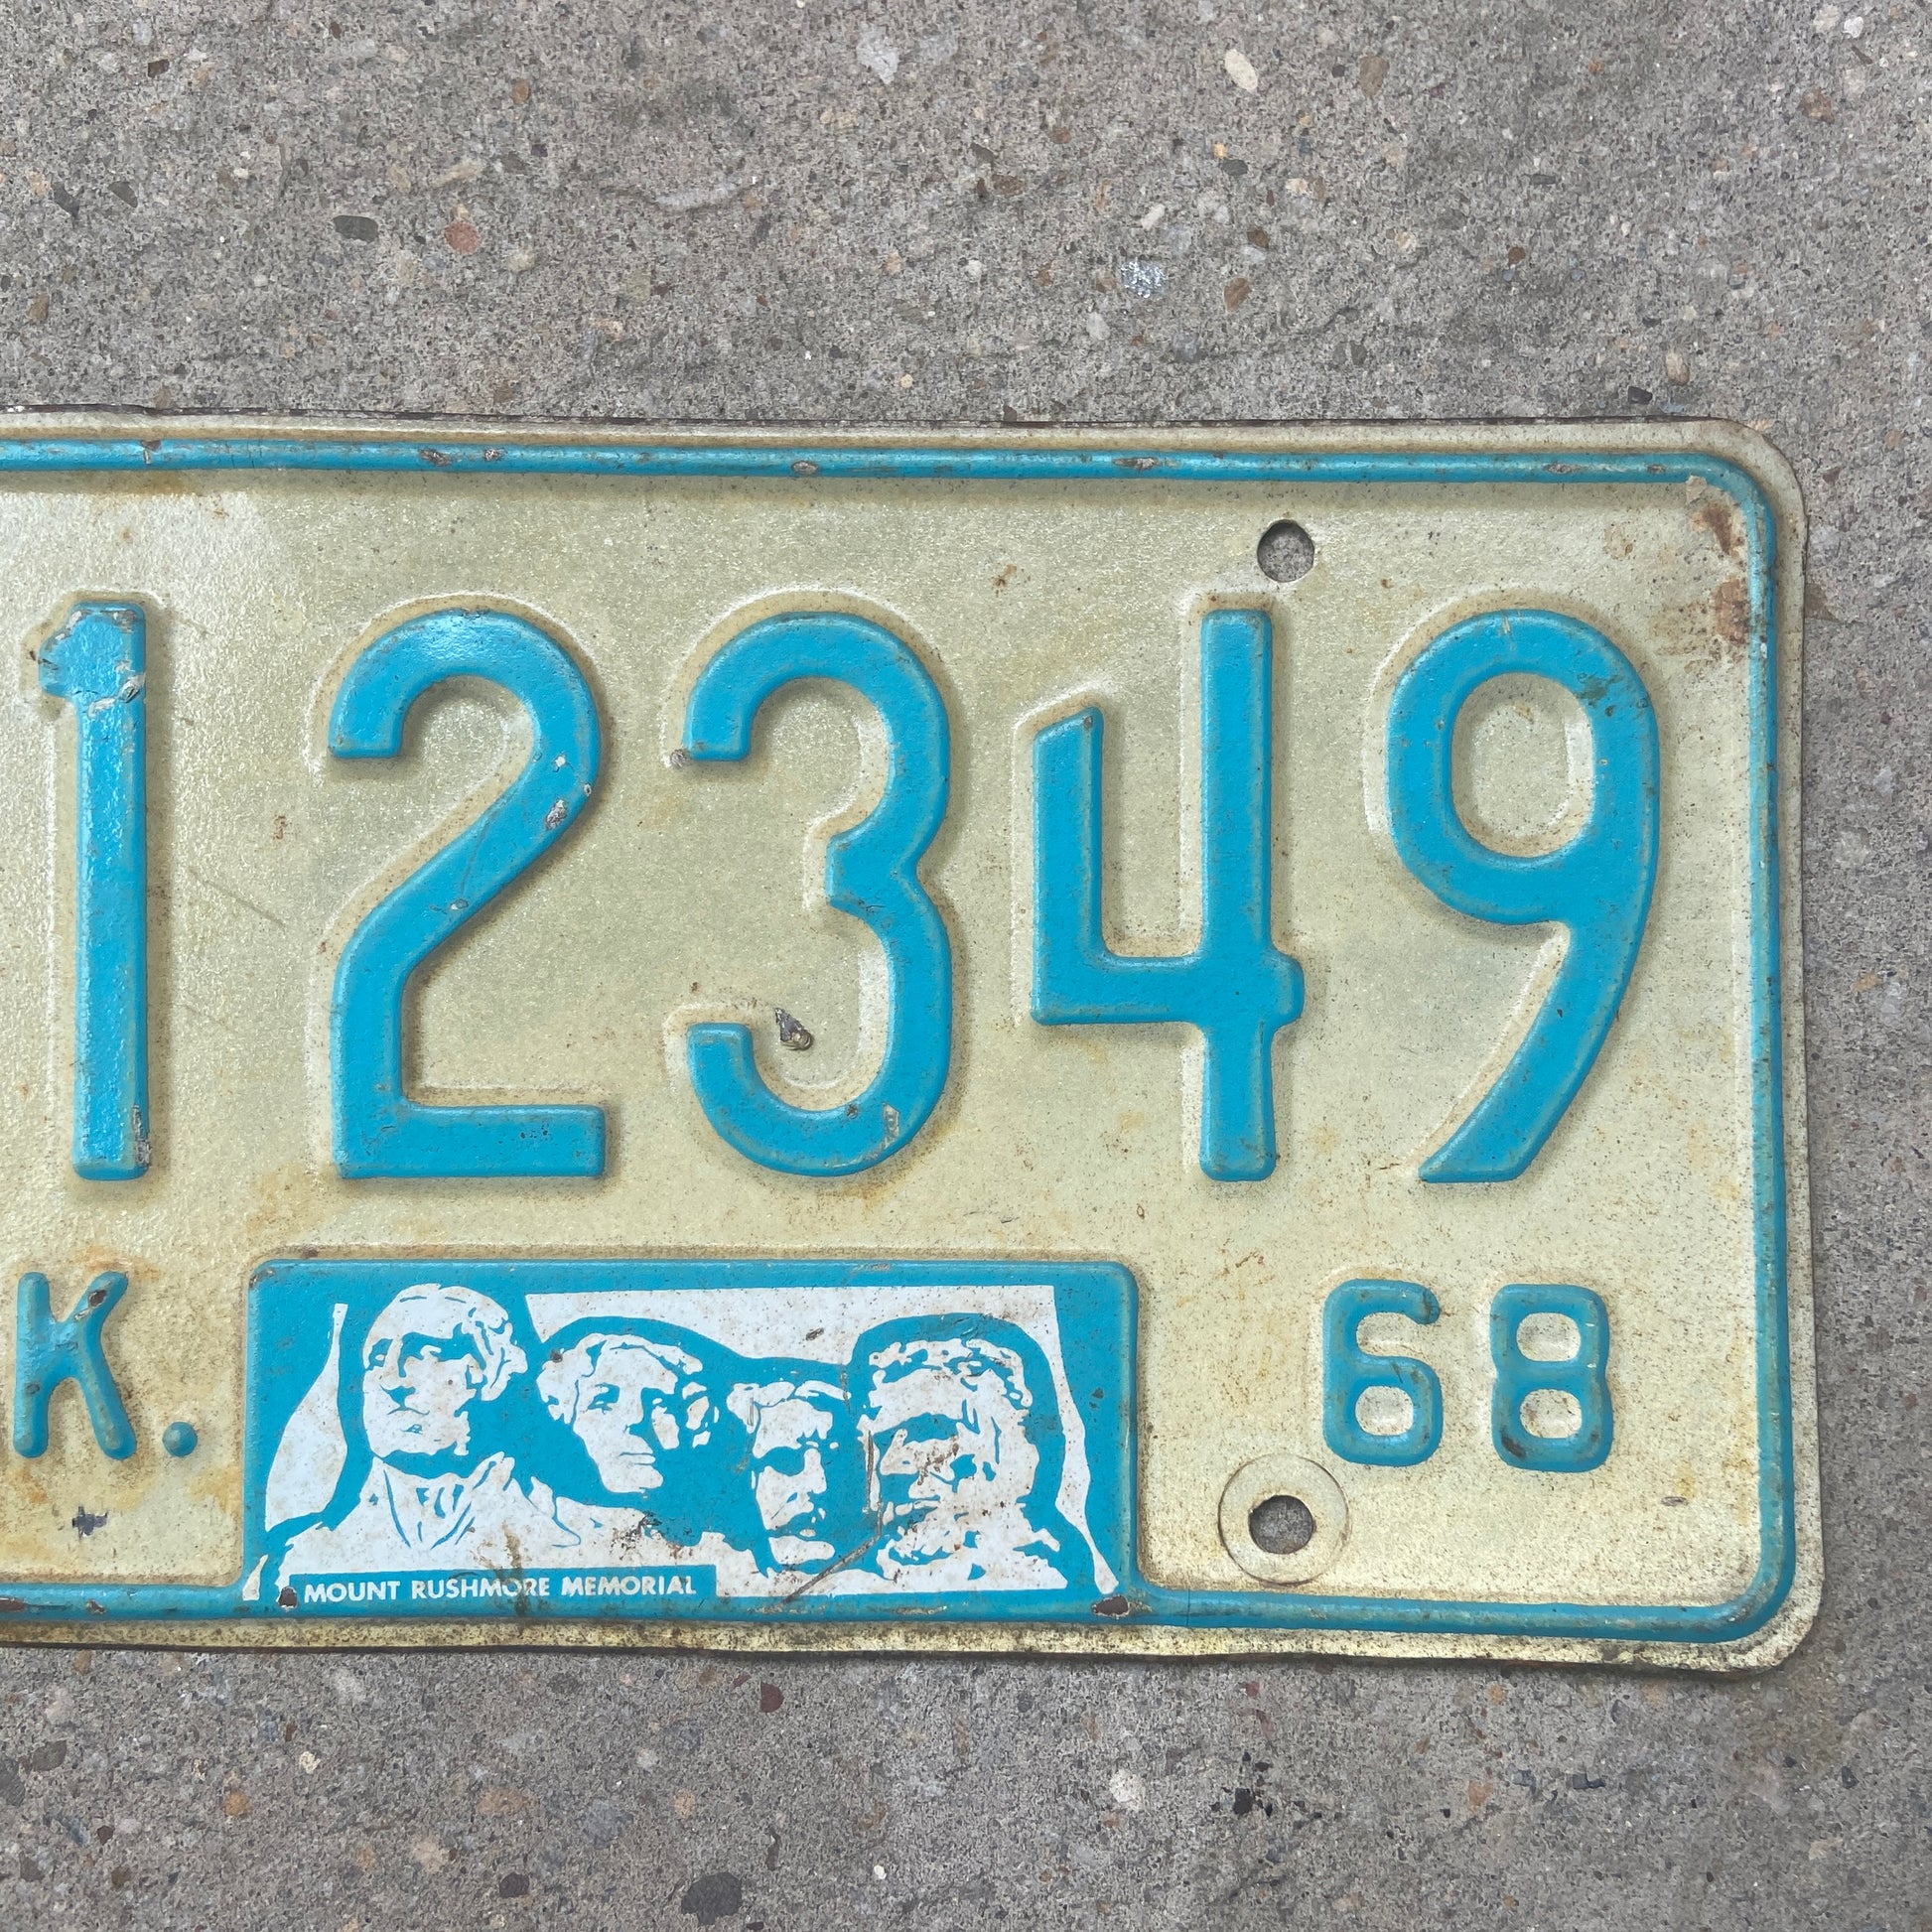 12349
K. 68
MOUNT RUSHMORE MEMORIAL